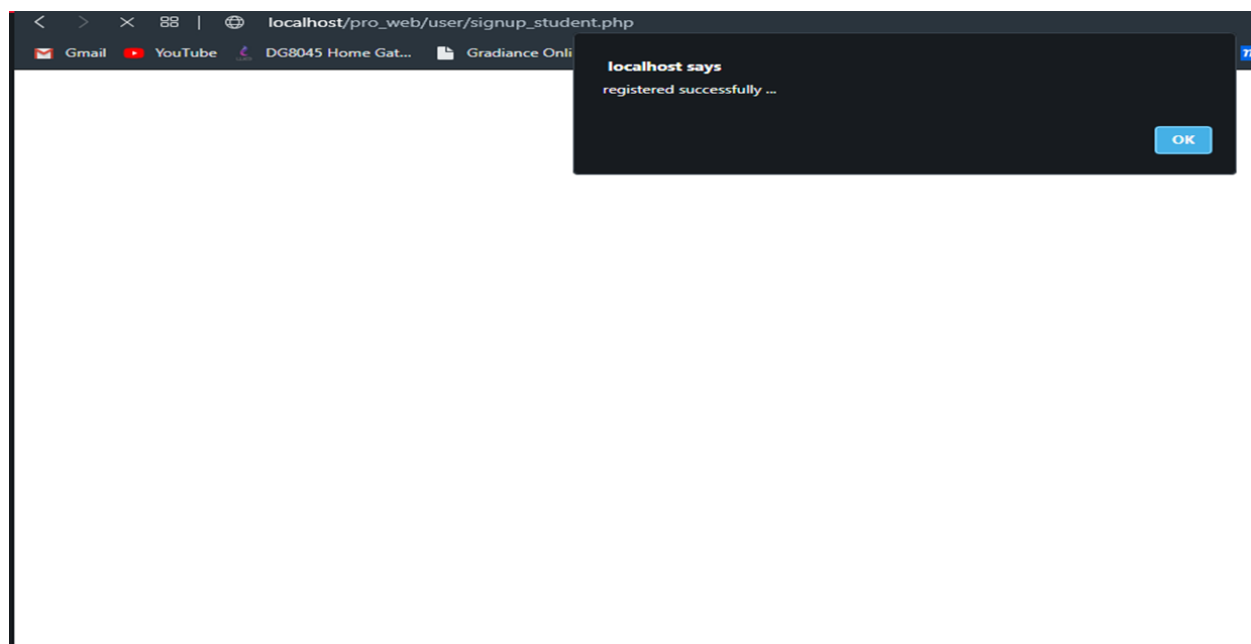 localhost/pro_web/user/signup_student.php
Gmail YouTube DG8045 Home Gat... Gradiance Onli
localhost says
registered successfully ...
OK